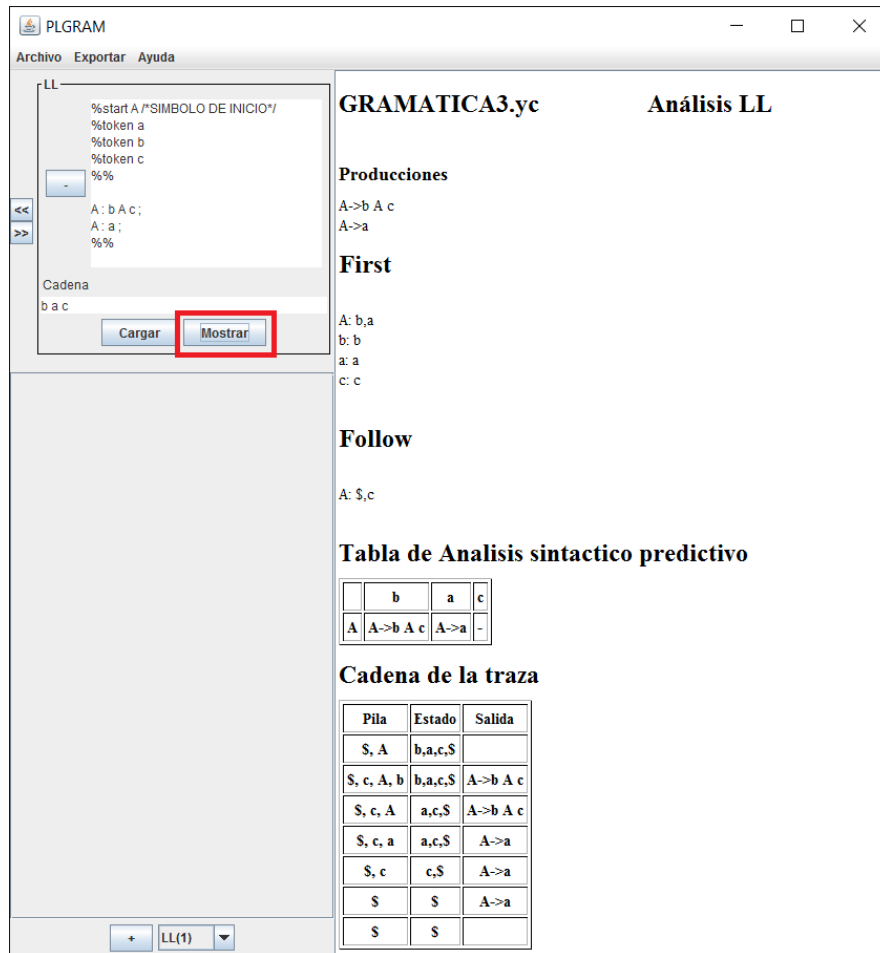 PLGRAM
Archivo Exportar Ayuda
LL
%start A /*SIMBOLO DE INICIO*/
%token a
%token b
%token c
%%
-
A : b A c ;
<<
A : a ;
>>
%%
Cadena
b a c
Cargar Mostrar
+ LL(1)
GRAMATICA3.yc Análisis LL
Producciones
A->b A c
A->a
First
A: b,a
b: b
a: a
c: c
Follow
A: $,c
Tabla de Analisis sintactico predictivo
b a c
A A->b A c A->a -
Cadena de la traza
Pila Estado Salida
$, A b,a,c,$
$, c, A, b b,a,c,$ A->b A c
$, c, A a,c,$ A->b A c
$, c, a a,c,$ A->a
$, c c,$ A->a
$ $ A->a
$ $